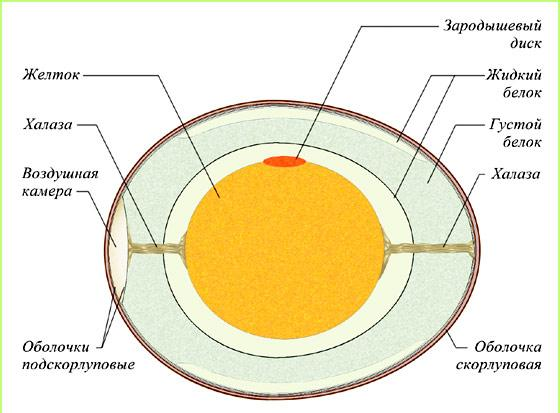 Зародышевый
диск
Желток
Жидкий
белок
Халаза
Густой
белок
Воздушная
камера
Халаза
Оболочки
подскорлуповые
Оболочка
скорлуповая